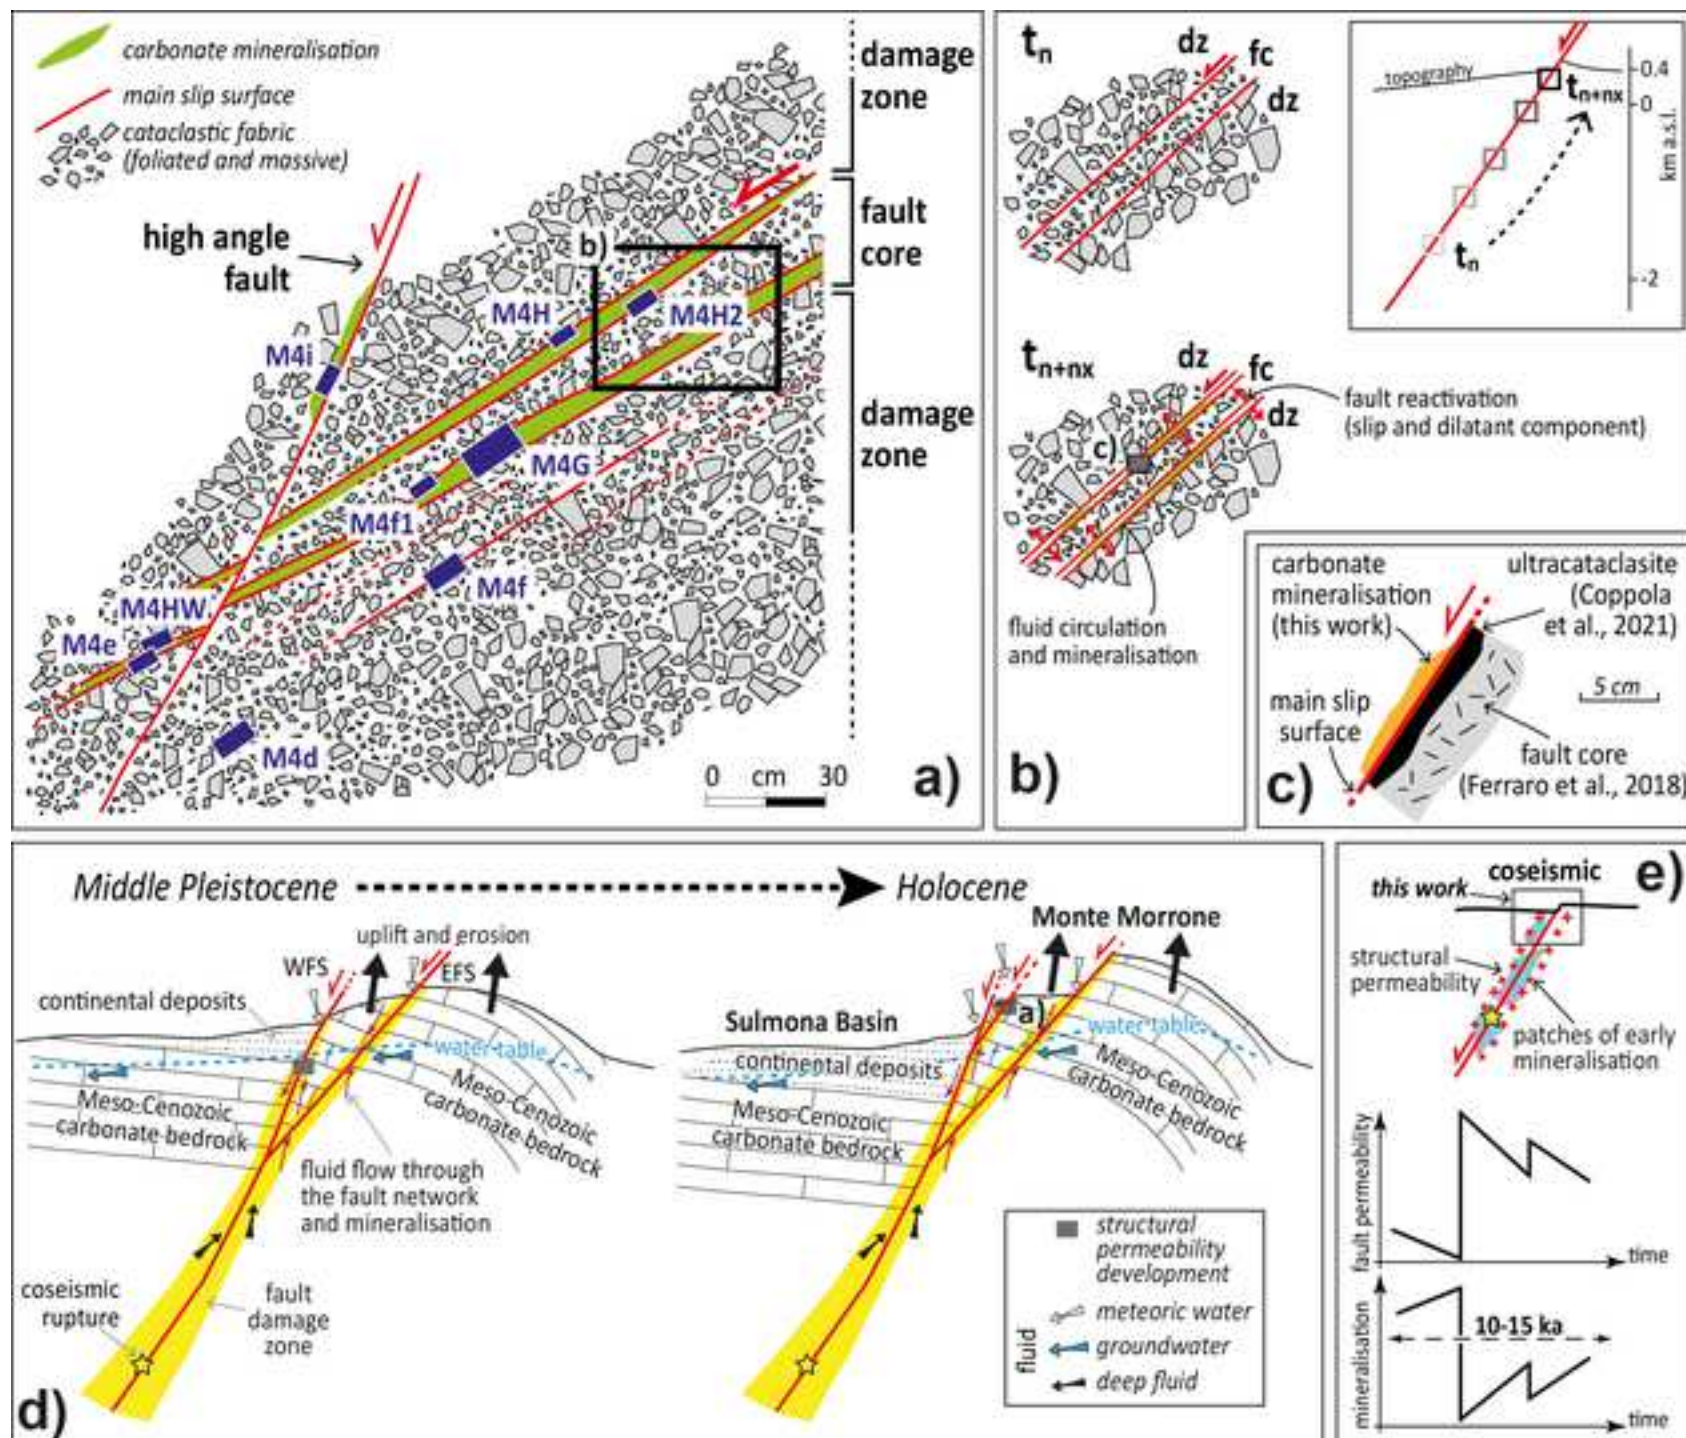 carbonate mineralisation
main slip surface
cataclastic fabric
(foliated and massive)
high angle
fault
damage
zone
fault
core
damage
zone
b)
M4H
M4H2
M4i
M4G
M4f1
M4f
M4HW
M4e
M4d
0 cm 30
a)
tn
dz
fc
dz
topography
tn+nx
tn
0.4
0
-2
km a.s.l.
tn+nx
dz
fc
dz
c)
fault reactivation
(slip and dilatant component)
fluid circulation
and mineralisation
b)
carbonate
mineralisation
(this work)
ultracataclasite
(Coppola
et al., 2021)
5 cm
main slip
surface
fault core
(Ferraro et al., 2018)
c)
Middle Pleistocene
Holocene
uplift and erosion
WFS
EFS
continental deposits
water table
Meso-Cenozoic
carbonate bedrock
Meso-Cenozoic
carbonate bedrock
fluid flow through
the fault network
and mineralisation
coseismic
rupture
fault
damage
zone
d)
Monte Morrone
Sulmona Basin
a)
water table
continental deposits
Meso-Cenozoic
carbonate bedrock
Meso-Cenozoic
carbonate bedrock
structural
permeability
development
fluid
meteoric water
groundwater
deep fluid
e)
coseismic
this work
structural
permeability
patches of early
mineralisation
fault permeability
time
mineralisation
10-15 ka
time